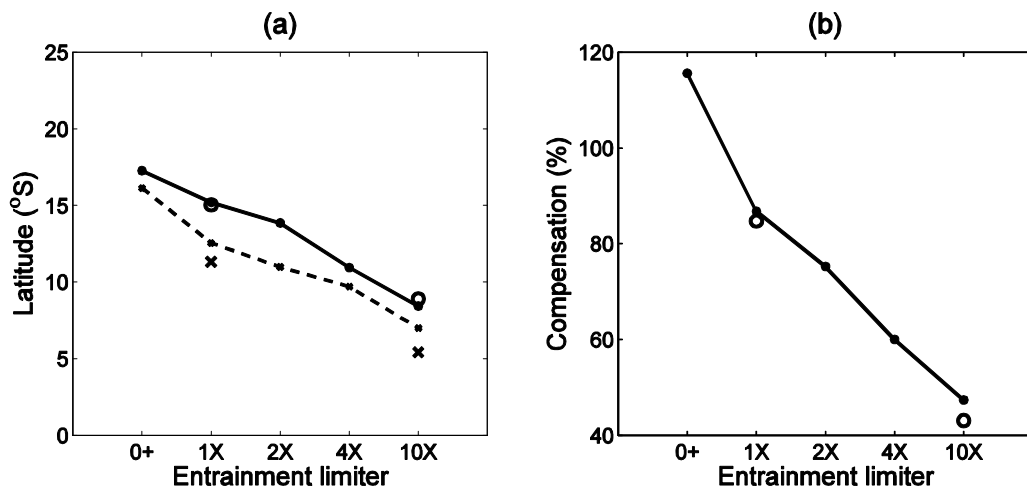 (a)
25
20
15
10
5
0
Latitude (°S)
0+ 1X 2X 4X 10X
Entrainment limiter
(b)
120
100
80
60
40
Compensation (%)
0+ 1X 2X 4X 10X
Entrainment limiter